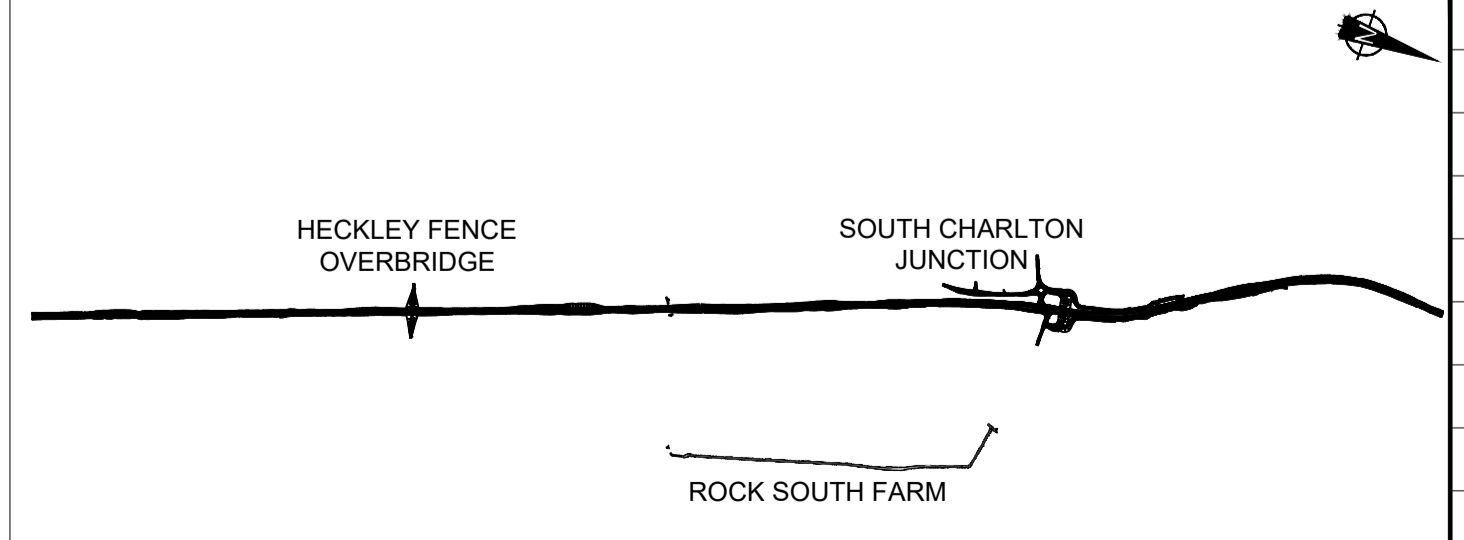 N
HECKLEY FENCE
OVERBRIDGE
SOUTH CHARLTON
JUNCTION
ROCK SOUTH FARM